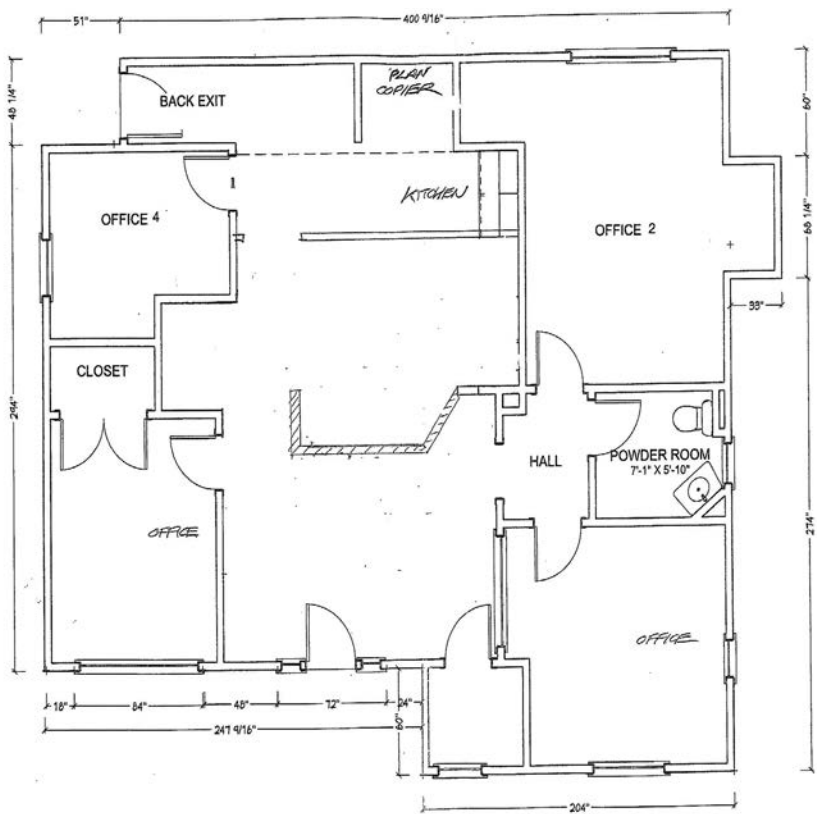 51"
400 9/16"
48 1/4"
BACK EXIT
PLAN
COPIER
60"
OFFICE 4
1
KITCHEN
OFFICE 2
68 1/4"
33"
CLOSET
294"
HALL
POWDER ROOM
7'-1" X 5'-10"
OFFICE
274"
OFFICE
18"
84"
48"
72"
24"
247 9/16"
60"
204"